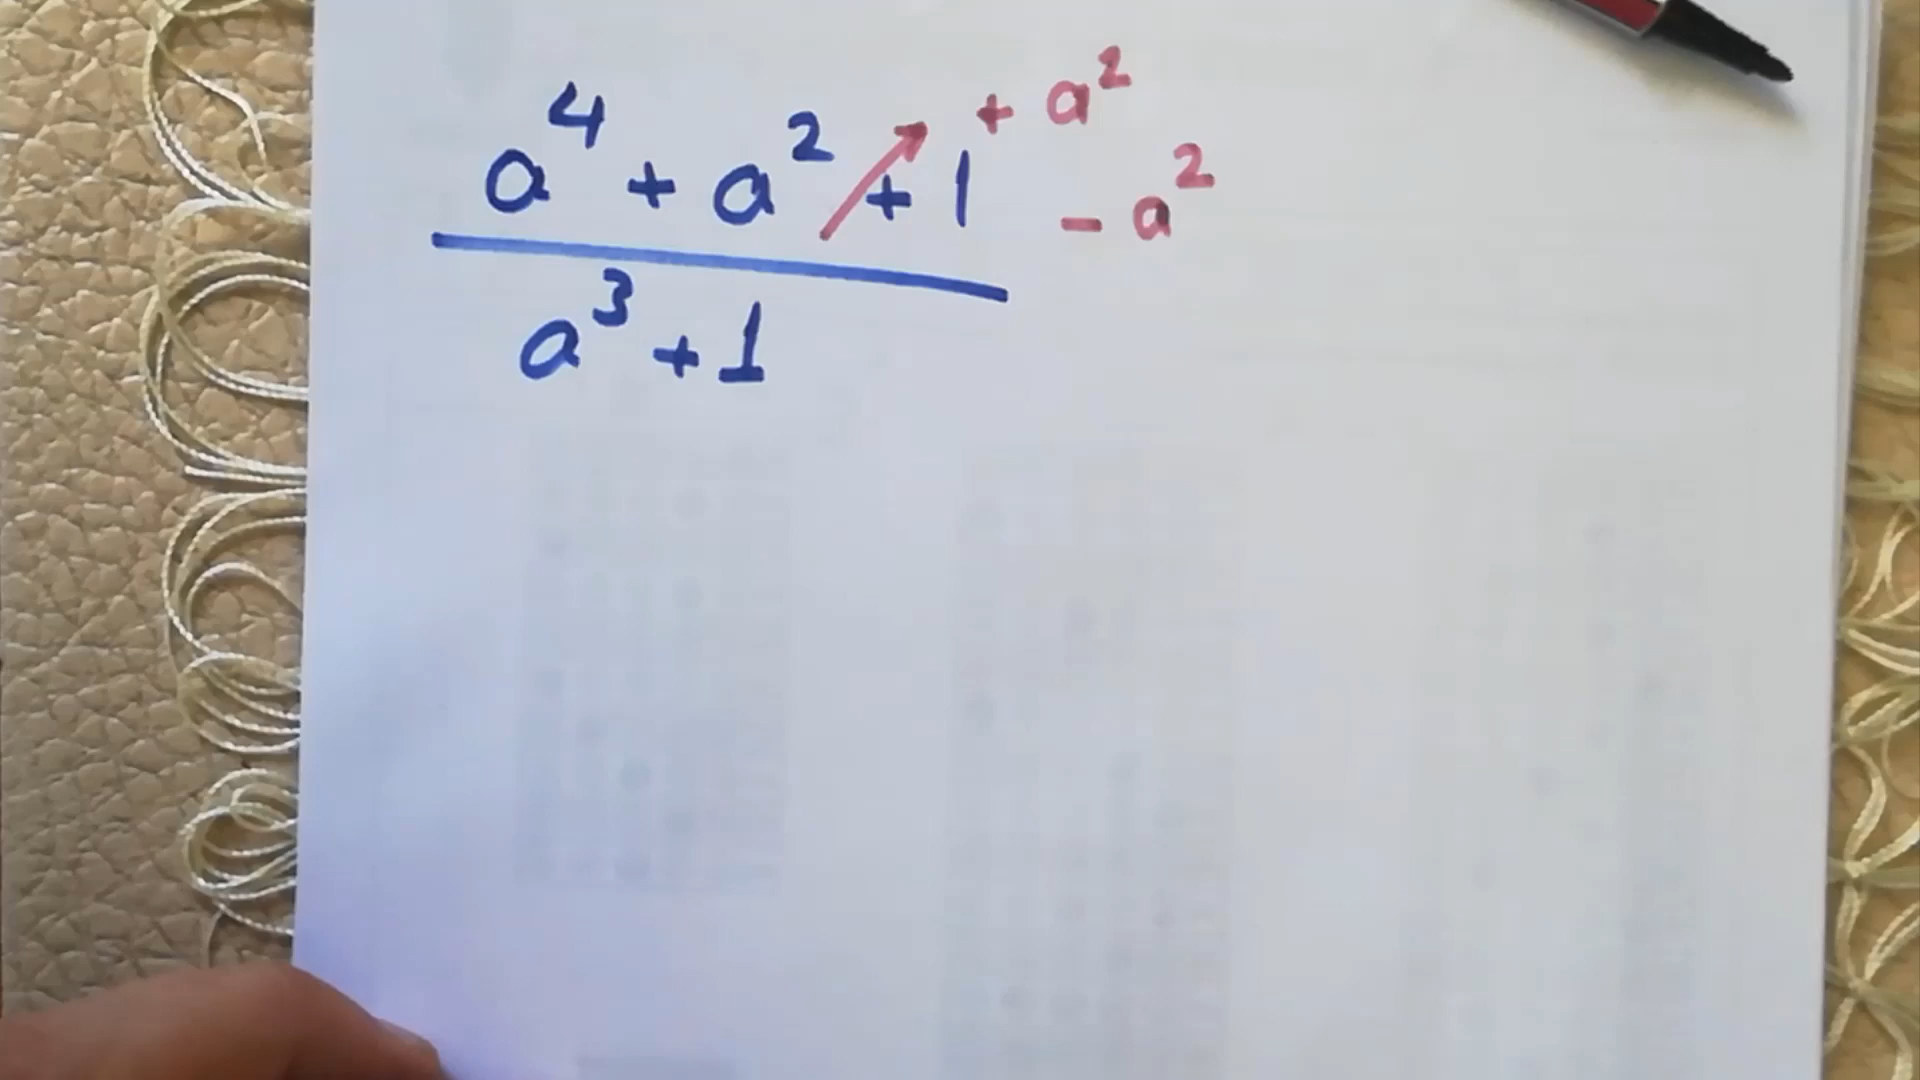 a⁴ + a² + 1 + a²
- a²
a³ + 1